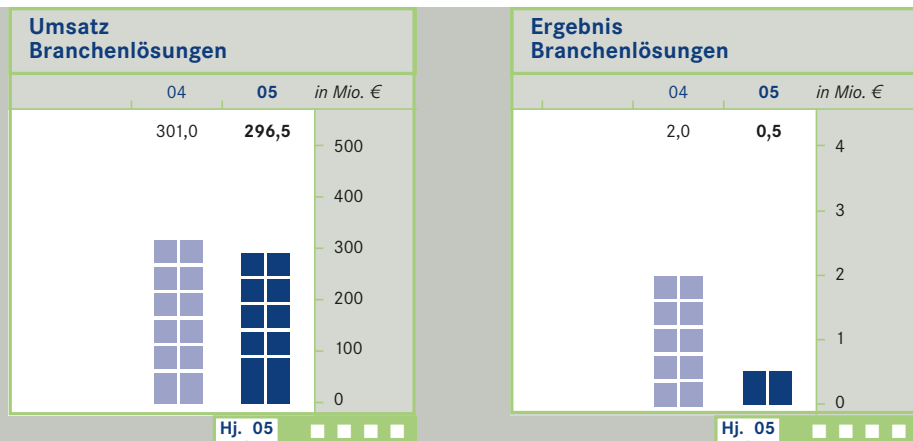 Umsatz
Branchenlösungen
04 05 in Mio. €
301,0 296,5
500
400
300
200
100
0
Hj. 05
Ergebnis
Branchenlösungen
04 05 in Mio. €
2,0 0,5
4
3
2
1
0
Hj. 05